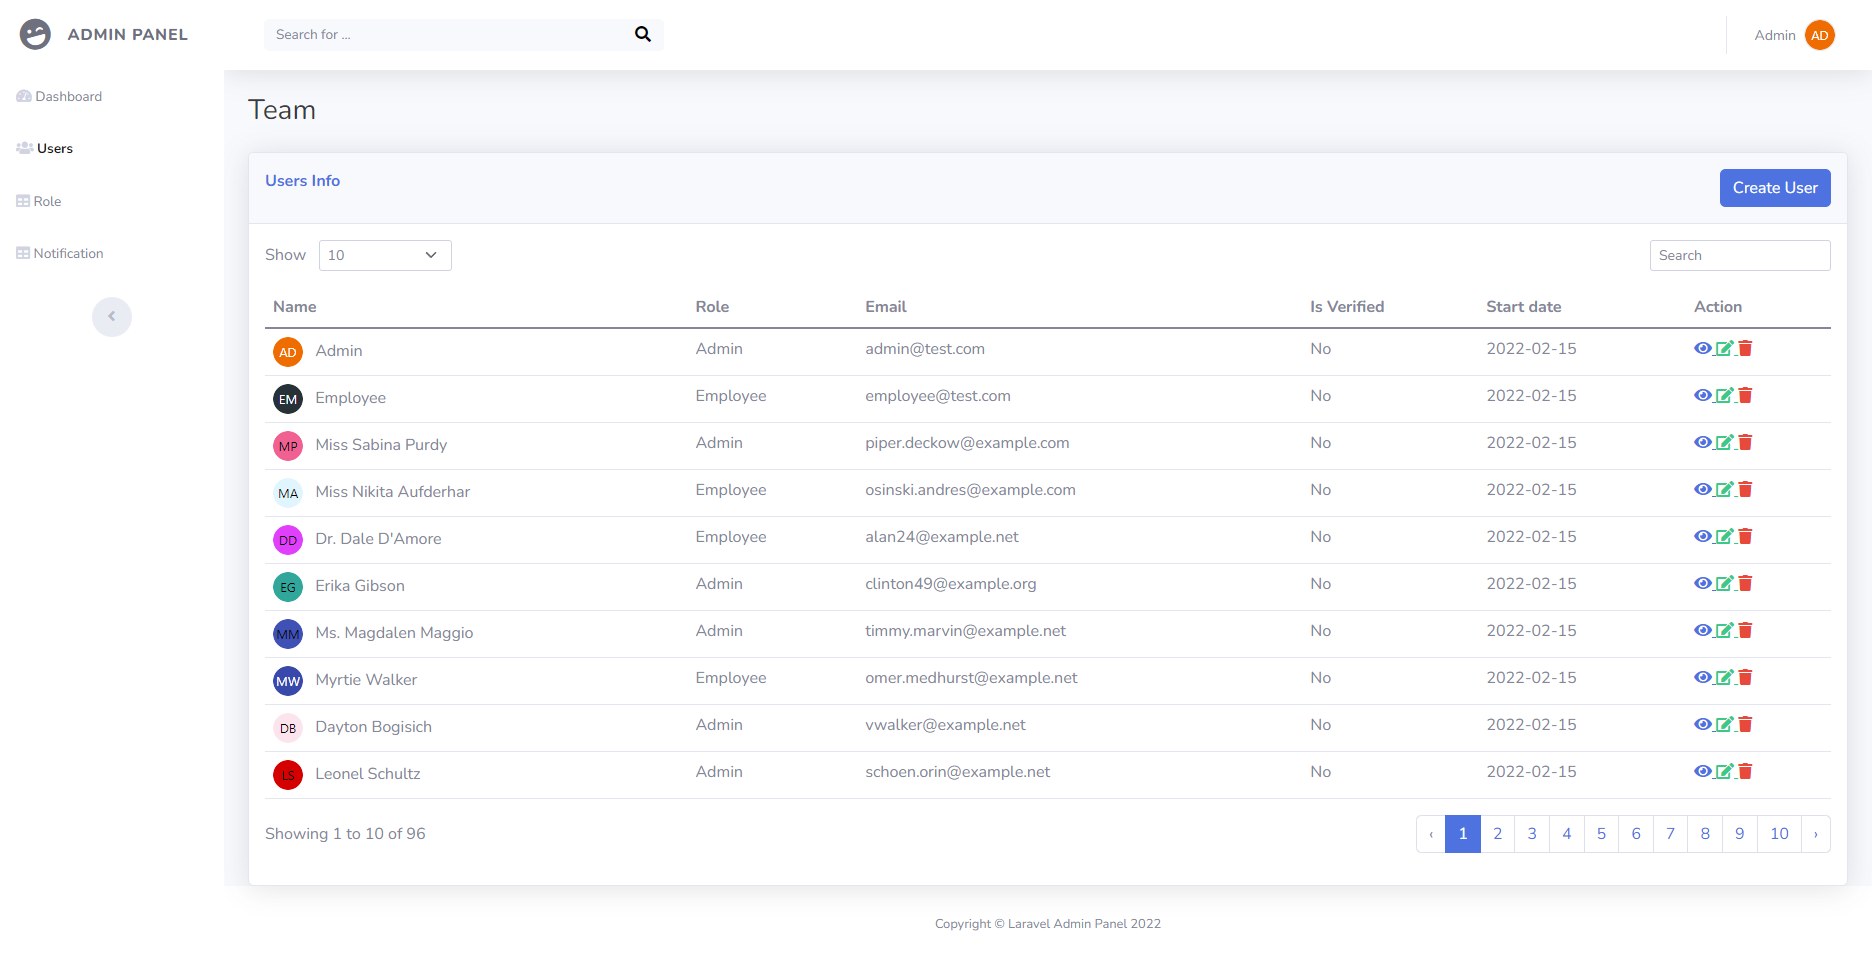 ADMIN PANEL
Search for ...
Admin AD
Dashboard
Users
Role
Notification
Team
Users Info
Create User
Show 10
Search
Name Role Email Is Verified Start date Action
AD Admin Admin admin@test.com No 2022-02-15
EM Employee Employee employee@test.com No 2022-02-15
MP Miss Sabina Purdy Admin piper.deckow@example.com No 2022-02-15
MA Miss Nikita Aufderhar Employee osinski.andres@example.com No 2022-02-15
DD Dr. Dale D'Amore Employee alan24@example.net No 2022-02-15
EG Erika Gibson Admin clinton49@example.org No 2022-02-15
MM Ms. Magdalen Maggio Admin timmy.marvin@example.net No 2022-02-15
MW Myrtie Walker Employee omer.medhurst@example.net No 2022-02-15
DB Dayton Bogisich Admin vwalker@example.net No 2022-02-15
LS Leonel Schultz Admin schoen.orin@example.net No 2022-02-15
Showing 1 to 10 of 96
‹ 1 2 3 4 5 6 7 8 9 10 ›
Copyright © Laravel Admin Panel 2022